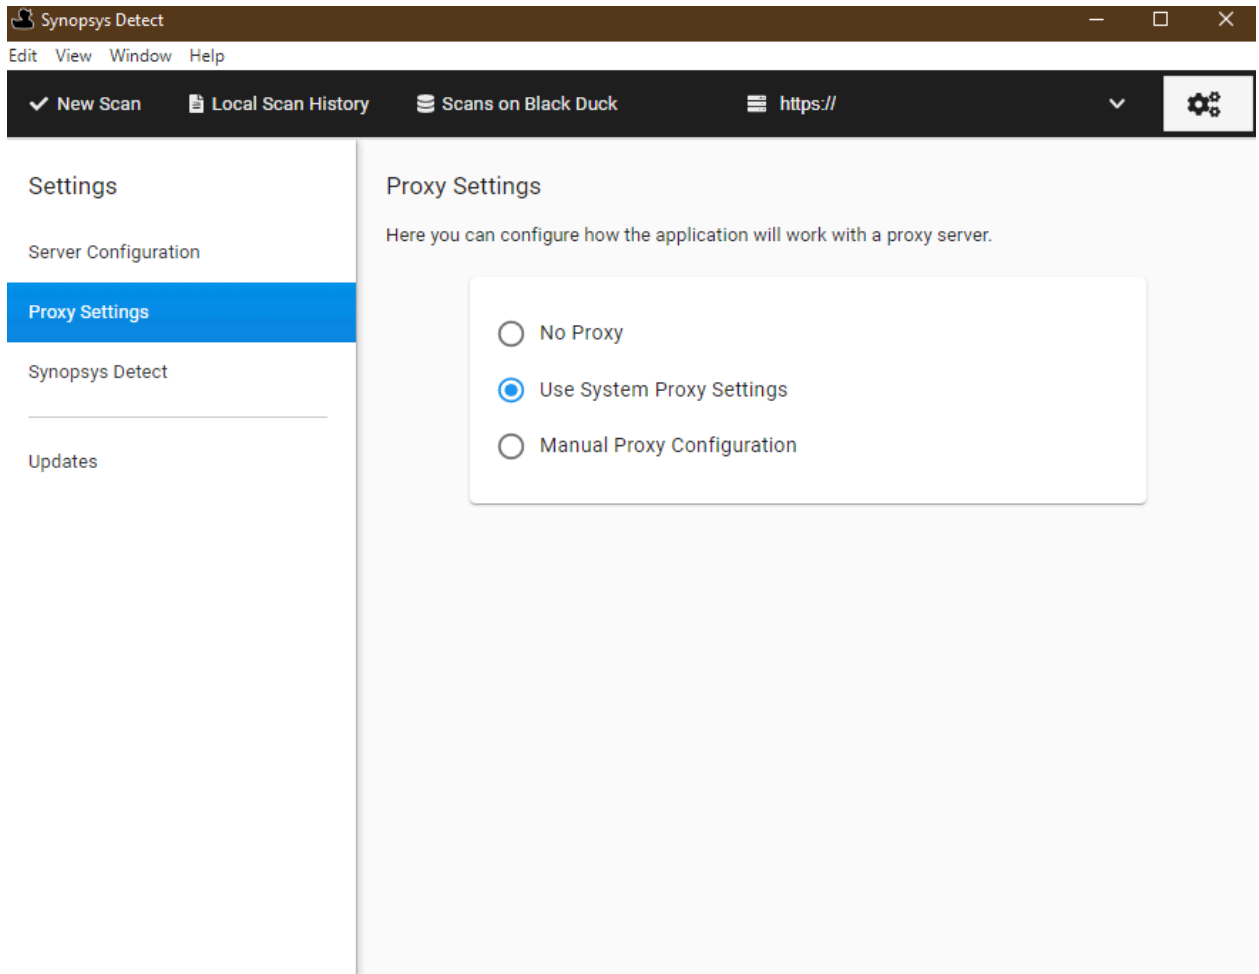 Synopsys Detect
Edit View Window Help
New Scan Local Scan History Scans on Black Duck https://
Settings
Server Configuration
Proxy Settings
Synopsys Detect
Updates
Proxy Settings
Here you can configure how the application will work with a proxy server.
No Proxy
Use System Proxy Settings
Manual Proxy Configuration